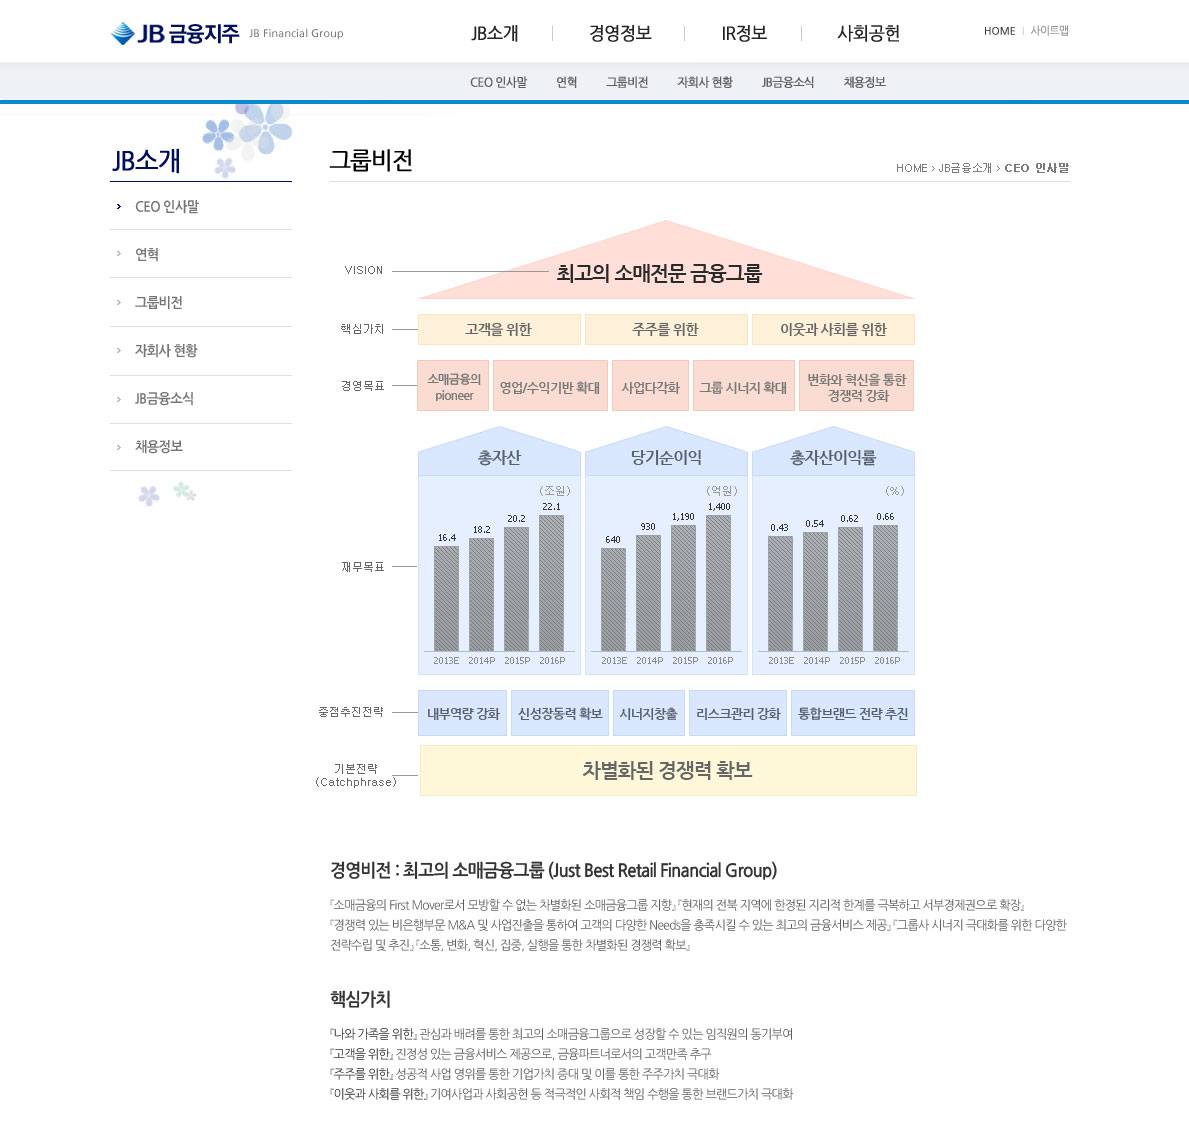 JB 금융지주 JB Financial Group
JB소개 경영정보 IR정보 사회공헌
HOME 사이트맵
CEO 인사말 연혁 그룹비전 자회사 현황 JB금융소식 채용정보
JB소개
CEO 인사말
연혁
그룹비전
자회사 현황
JB금융소식
채용정보
그룹비전
HOME > JB금융소개 > CEO 인사말
VISION
최고의 소매전문 금융그룹
핵심가치
고객을 위한 주주를 위한 이웃과 사회를 위한
경영목표
소매금융의
pioneer
영업/수익기반 확대
사업다각화
그룹 시너지 확대
변화와 혁신을 통한
경쟁력 강화
재무목표
총자산
(조원)
16.4 18.2 20.2 22.1
2013E 2014P 2015P 2016P
당기순이익
(억원)
640 930 1,190 1,400
2013E 2014P 2015P 2016P
총자산이익률
(%)
0.43 0.54 0.62 0.66
2013E 2014P 2015P 2016P
중점추진전략
내부역량 강화 신성장동력 확보 시너지창출 리스크관리 강화 통합브랜드 전략 추진
기본전략
(Catchphrase)
차별화된 경쟁력 확보
경영비전 : 최고의 소매금융그룹 (Just Best Retail Financial Group)
『소매금융의 First Mover로서 모방할 수 없는 차별화된 소매금융그룹 지향』『현재의 전북 지역에 한정된 지리적 한계를 극복하고 서부경제권으로 확장』
『경쟁력 있는 비은행부문 M&A 및 사업진출을 통하여 고객의 다양한 Needs을 충족시킬 수 있는 최고의 금융서비스 제공』『그룹사 시너지 극대화를 위한 다양한
전략수립 및 추진』『소통, 변화, 혁신, 집중, 실행을 통한 차별화된 경쟁력 확보』
핵심가치
『나와 가족을 위한』 관심과 배려를 통한 최고의 소매금융그룹으로 성장할 수 있는 임직원의 동기부여
『고객을 위한』 진정성 있는 금융서비스 제공으로, 금융파트너로서의 고객만족 추구
『주주를 위한』 성공적 사업 영위를 통한 기업가치 증대 및 이를 통한 주주가치 극대화
『이웃과 사회를 위한』 기여사업과 사회공헌 등 적극적인 사회적 책임 수행을 통한 브랜드가치 극대화